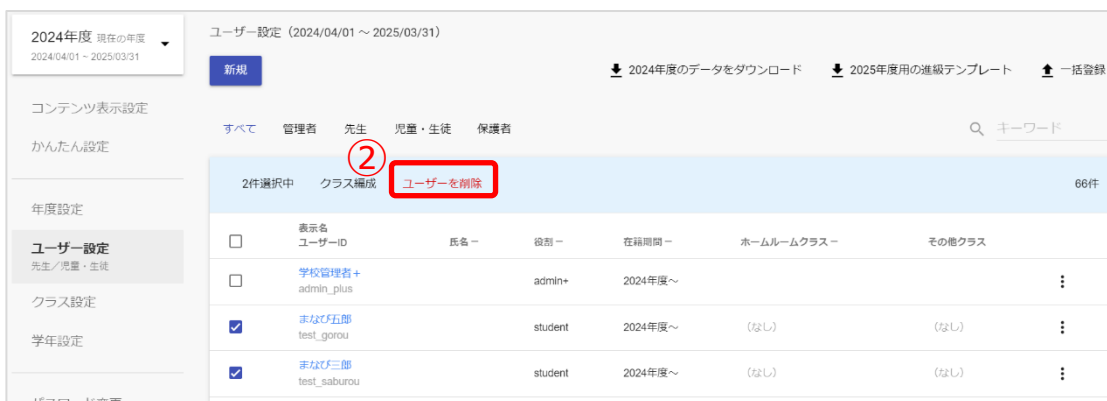 2024年度 現在の年度
2024/04/01 ~ 2025/03/31
コンテンツ表示設定
かんたん設定
年度設定
ユーザー設定
先生/児童・生徒
クラス設定
学年設定
ユーザー設定（2024/04/01 ～ 2025/03/31）
新規
2024年度のデータをダウンロード
2025年度用の進級テンプレート
一括登録
すべて 管理者 先生 児童・生徒 保護者
キーワード
②
2件選択中 クラス編成 ユーザーを削除 66件
表示名
ユーザーID 氏名 役割 在籍期間 ホームルームクラス その他クラス
学校管理者+
admin_plus admin+ 2024年度～
まなび五郎
test_gorou student 2024年度～ (なし) (なし)
まなび三郎
test_saburou student 2024年度～ (なし) (なし)